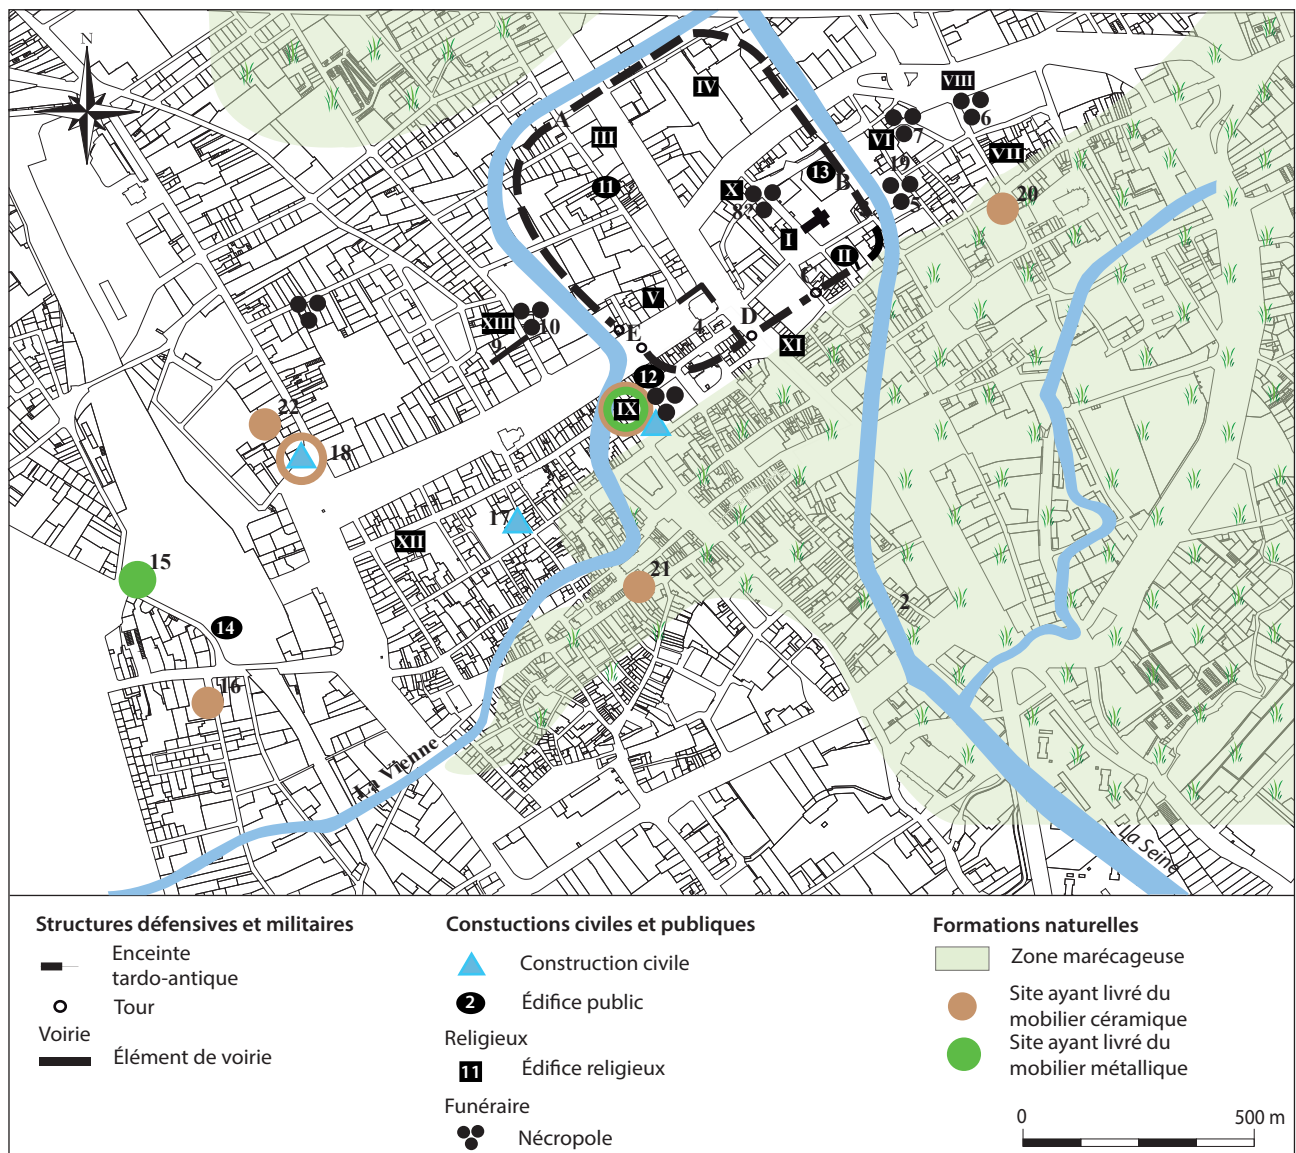 N
A
III
IV
VIII
6
7
VI
19
VII
11
13
B
X
8?
5
20
I
II
C
V
4
D
E
XI
XIII
10
9
12
IX
22
18
17
XII
15
21
2
14
16
La Vienne
La Seine
Structures défensives et militaires
Enceinte
tardo-antique
Tour
Voirie
Élément de voirie
Constuctions civiles et publiques
Construction civile
2
Édifice public
Religieux
11
Édifice religieux
Funéraire
Nécropole
Formations naturelles
Zone marécageuse
Site ayant livré du
mobilier céramique
Site ayant livré du
mobilier métallique
0
500 m